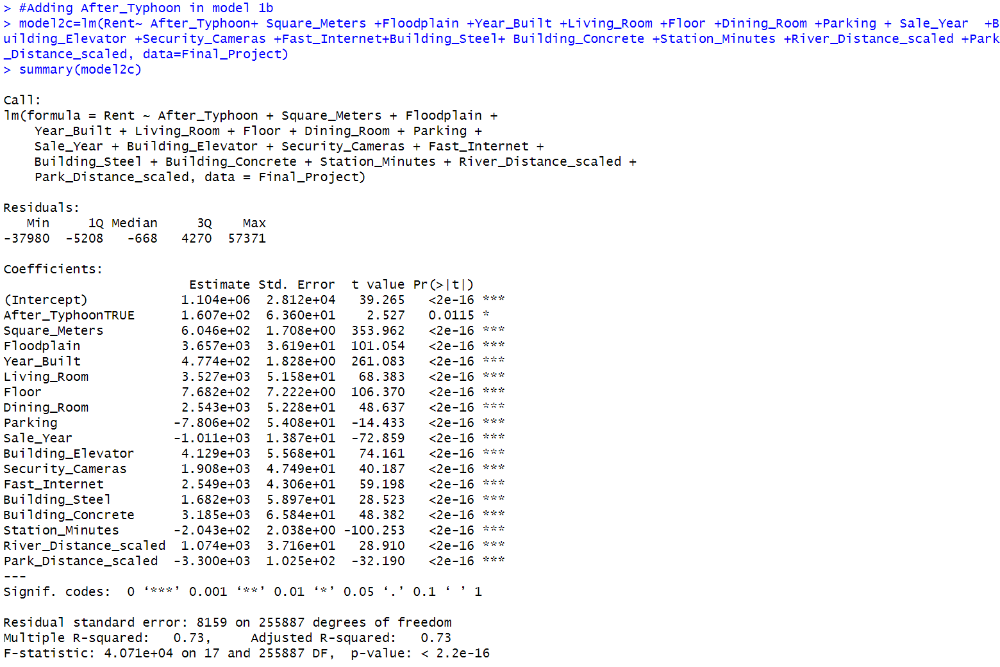 > #Adding After_Typhoon in model 1b
> model2c=lm(Rent~ After_Typhoon+ Square_Meters +Floodplain +Year_Built +Living_Room +Floor +Dining_Room +Parking + Sale_Year  +B
uilding_Elevator +Security_Cameras +Fast_Internet+Building_Steel+ Building_Concrete +Station_Minutes +River_Distance_scaled +Park
_Distance_scaled, data=Final_Project)
> summary(model2c)

Call:
lm(formula = Rent ~ After_Typhoon + Square_Meters + Floodplain +
    Year_Built + Living_Room + Floor + Dining_Room + Parking +
    Sale_Year + Building_Elevator + Security_Cameras + Fast_Internet +
    Building_Steel + Building_Concrete + Station_Minutes + River_Distance_scaled +
    Park_Distance_scaled, data = Final_Project)

Residuals:
   Min     1Q Median     3Q    Max
-37980  -5208   -668   4270  57371

Coefficients:
                        Estimate Std. Error  t value Pr(>|t|)
(Intercept)            1.104e+06  2.812e+04   39.265   <2e-16 ***
After_TyphoonTRUE      1.607e+02  6.360e+01    2.527   0.0115 *
Square_Meters          6.046e+02  1.708e+00  353.962   <2e-16 ***
Floodplain             3.657e+03  3.619e+01  101.054   <2e-16 ***
Year_Built             4.774e+02  1.828e+00  261.083   <2e-16 ***
Living_Room            3.527e+03  5.158e+01   68.383   <2e-16 ***
Floor                  7.682e+02  7.222e+00  106.370   <2e-16 ***
Dining_Room            2.543e+03  5.228e+01   48.637   <2e-16 ***
Parking               -7.806e+02  5.408e+01  -14.433   <2e-16 ***
Sale_Year             -1.011e+03  1.387e+01  -72.859   <2e-16 ***
Building_Elevator      4.129e+03  5.568e+01   74.161   <2e-16 ***
Security_Cameras       1.908e+03  4.749e+01   40.187   <2e-16 ***
Fast_Internet          2.549e+03  4.306e+01   59.198   <2e-16 ***
Building_Steel         1.682e+03  5.897e+01   28.523   <2e-16 ***
Building_Concrete      3.185e+03  6.584e+01   48.382   <2e-16 ***
Station_Minutes       -2.043e+02  2.038e+00 -100.253   <2e-16 ***
River_Distance_scaled  1.074e+03  3.716e+01   28.910   <2e-16 ***
Park_Distance_scaled  -3.300e+03  1.025e+02  -32.190   <2e-16 ***
---
Signif. codes:  0 ‘***’ 0.001 ‘**’ 0.01 ‘*’ 0.05 ‘.’ 0.1 ‘ ’ 1

Residual standard error: 8159 on 255887 degrees of freedom
Multiple R-squared:   0.73,	Adjusted R-squared:   0.73
F-statistic: 4.071e+04 on 17 and 255887 DF,  p-value: < 2.2e-16